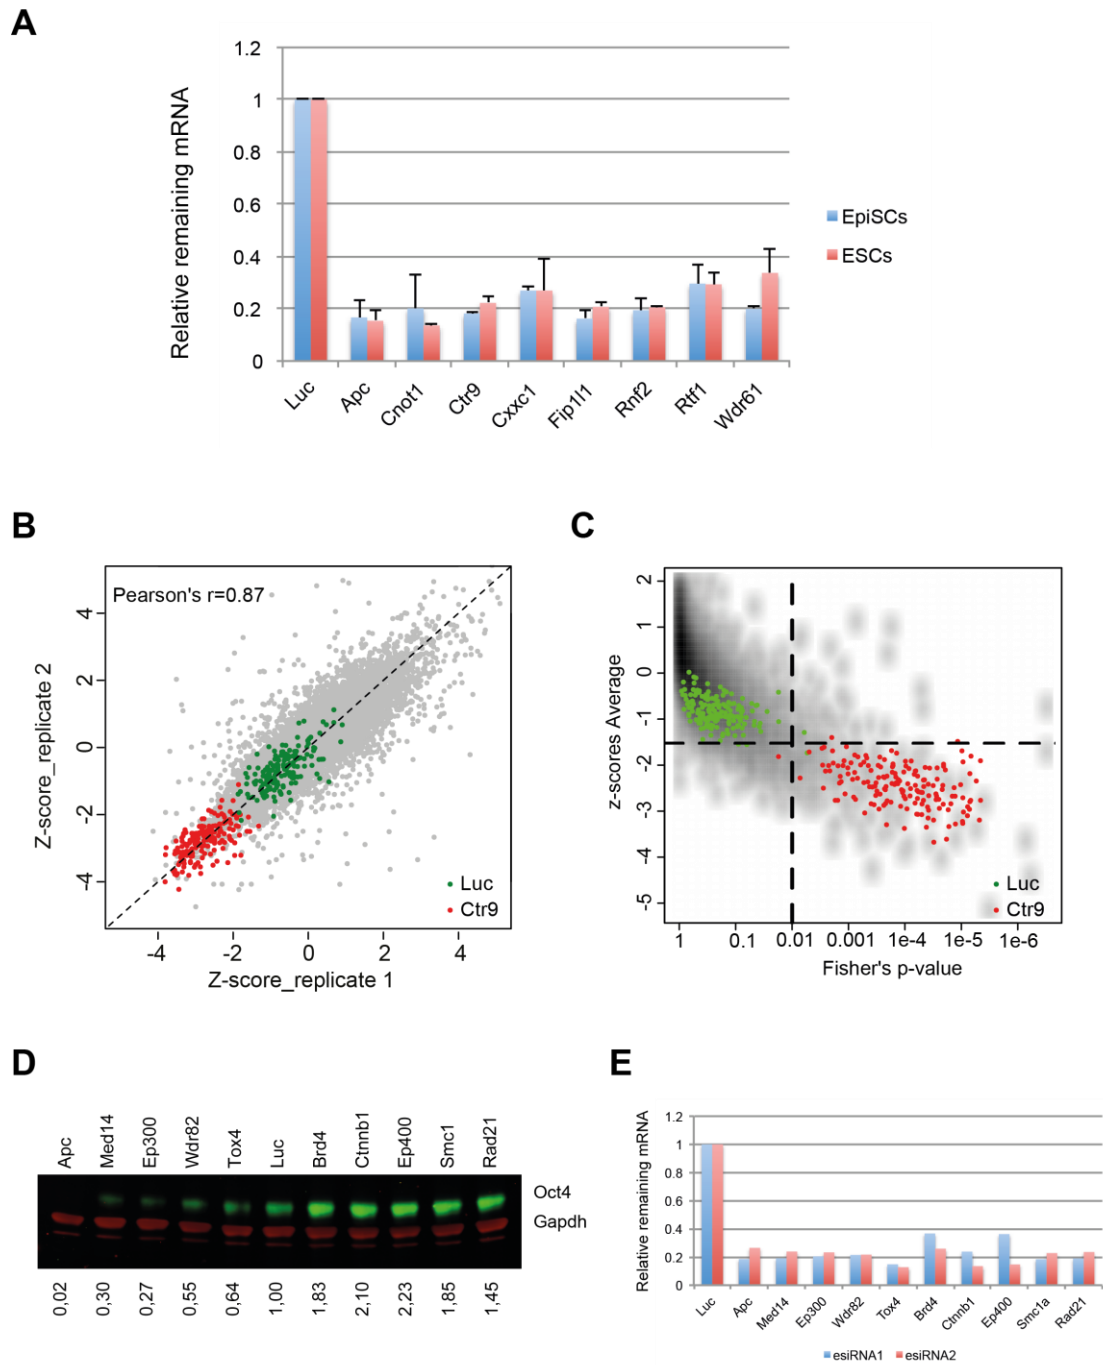 A
Relative remaining mRNA
1.2
1
0.8
0.6
0.4
0.2
0
Luc
Apc
Cnot1
Ctr9
Cxxc1
Fip1l1
Rnf2
Rtf1
Wdr61
EpiSCs
ESCs
B
Pearson's r=0.87
Z-score_replicate 2
4
2
0
-2
-4
Luc
Ctr9
-4 -2 0 2 4
Z-score_replicate 1
C
z-scores Average
2
1
0
-1
-2
-3
-4
-5
Luc
Ctr9
1 0.1 0.01 0.001 1e-4 1e-5 1e-6
Fisher's p-value
D
Apc Med14 Ep300 Wdr82 Tox4 Luc Brd4 Ctnnb1 Ep400 Smc1 Rad21
Oct4
Gapdh
0,02 0,30 0,27 0,55 0,64 1,00 1,83 2,10 2,23 1,85 1,45
E
Relative remaining mRNA
1.2
1
0.8
0.6
0.4
0.2
0
Luc
Apc
Med14
Ep300
Wdr82
Tox4
Brd4
Ctnnb1
Ep400
Smc1a
Rad21
esiRNA1 esiRNA2